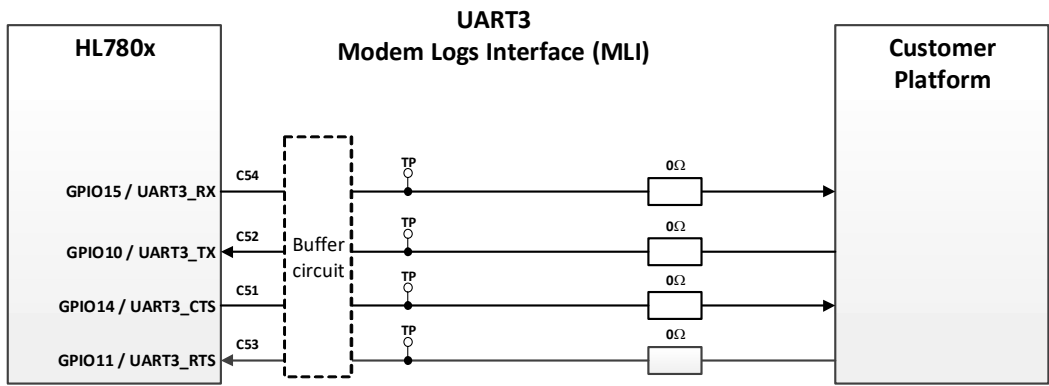 UART3
Modem Logs Interface (MLI)
HL780x
Customer
Platform
GPIO15 / UART3_RX
C54
TP
0Ω
GPIO10 / UART3_TX
C52
TP
0Ω
Buffer
circuit
GPIO14 / UART3_CTS
C51
TP
0Ω
GPIO11 / UART3_RTS
C53
TP
0Ω